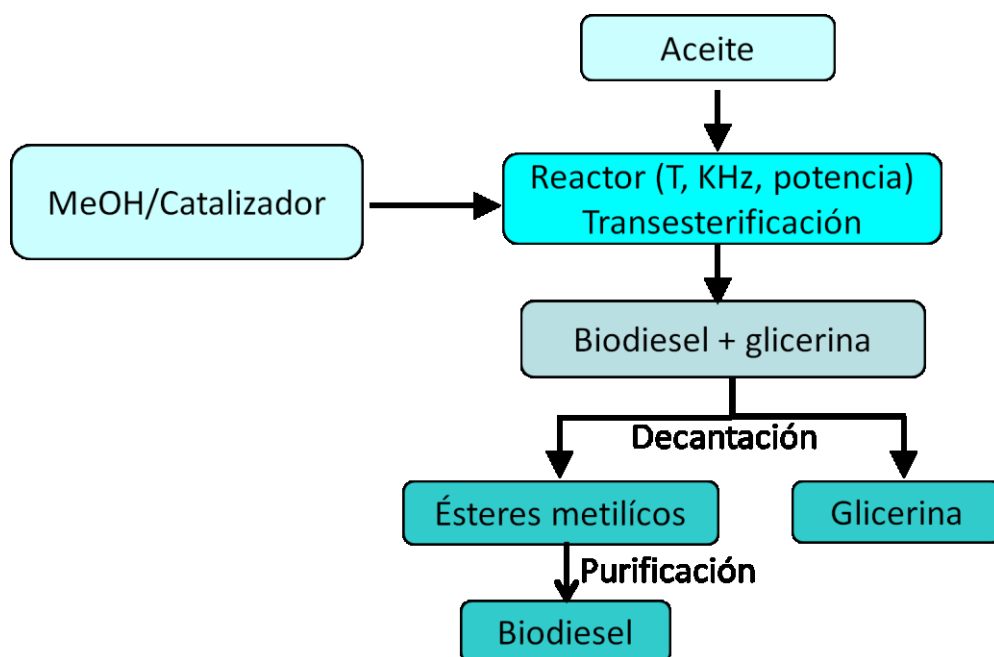 Aceite
MeOH/Catalizador
Reactor (T, KHz, potencia)
Transesterificación
Biodiesel + glicerina
Decantación
Ésteres metilícos
Glicerina
Purificación
Biodiesel